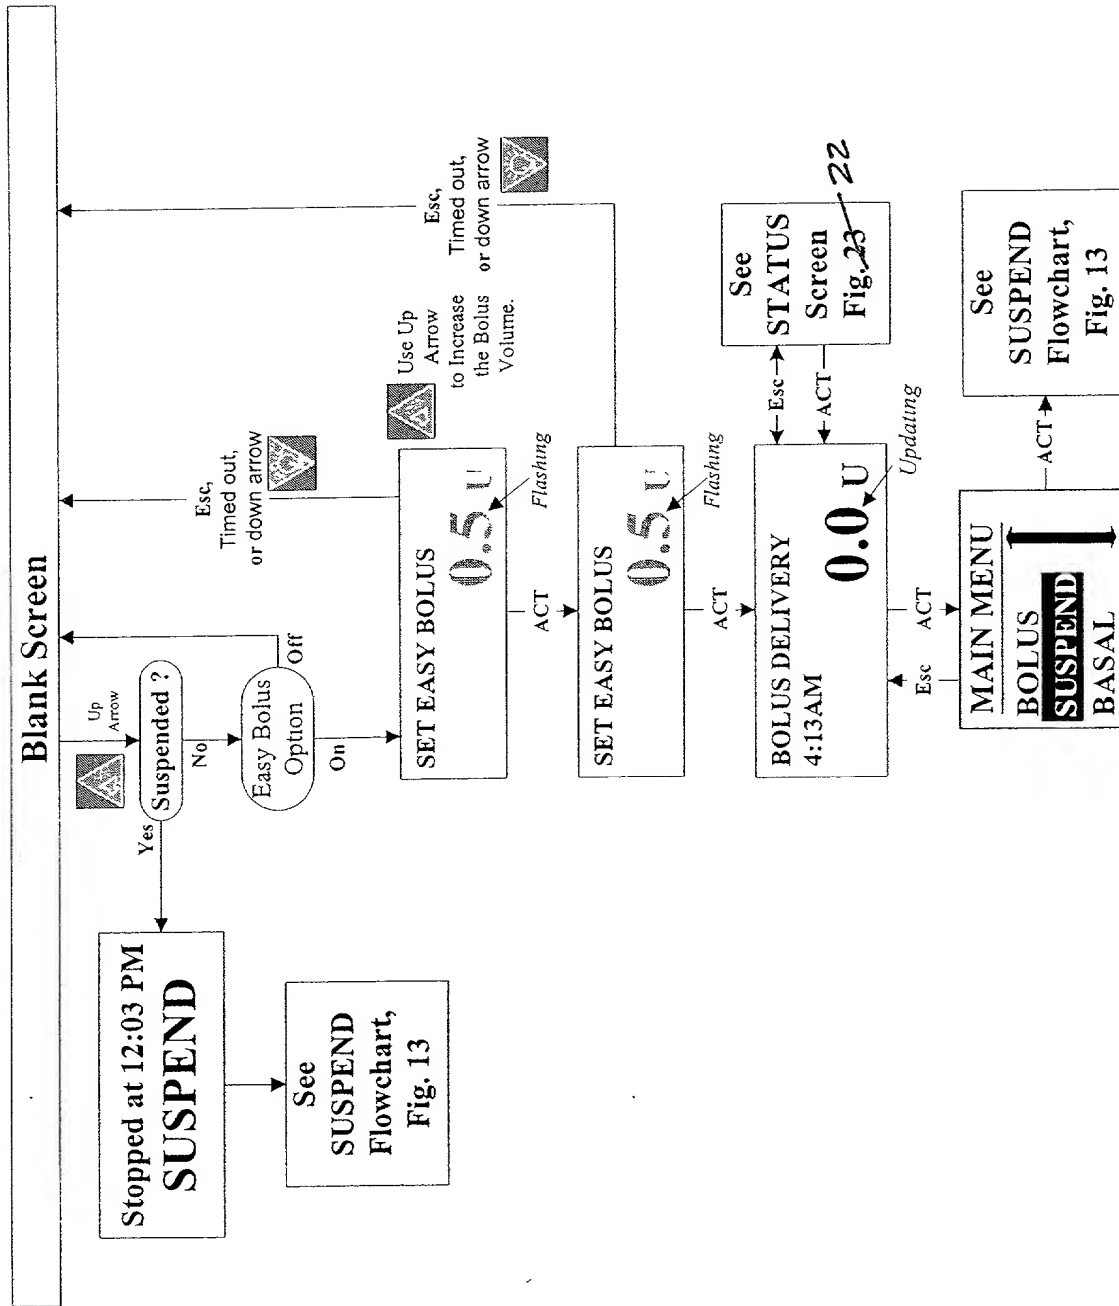 Blank Screen
Up
Arrow
Suspended ?
Yes
No
Stopped at 12:03 PM
SUSPEND
See
SUSPEND
Flowchart,
Fig. 13
Easy Bolus
Option
Off
On
Esc,
Timed out,
or down arrow
SET EASY BOLUS
0.5 U
Flashing
Use Up
Arrow
to Increase
the Bolus
Volume.
Esc,
Timed out,
or down arrow
ACT
SET EASY BOLUS
0.5 U
Flashing
ACT
BOLUS DELIVERY
4:13AM
0.0 U
Updating
Esc
ACT
See
STATUS
Screen
Fig. 23 22
Esc
ACT
MAIN MENU
BOLUS
SUSPEND
BASAL
ACT
See
SUSPEND
Flowchart,
Fig. 13